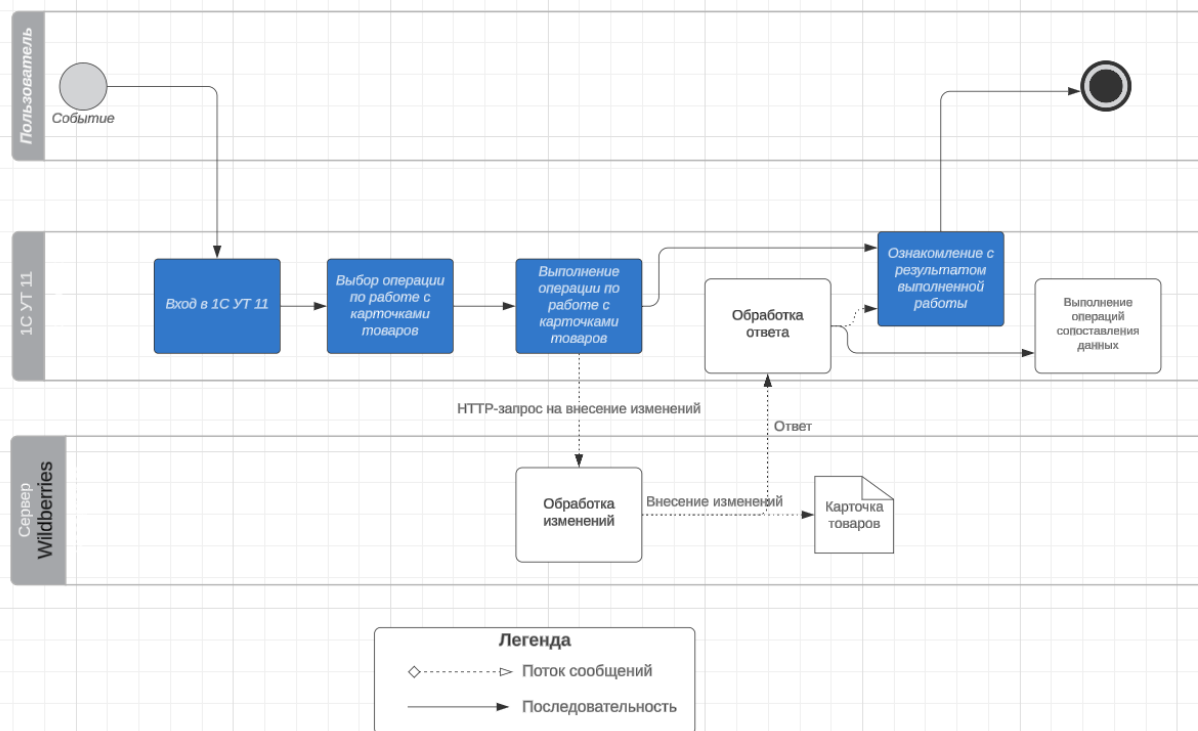 Пользователь
Событие
1С УТ 11
Вход в 1С УТ 11
Выбор операции
по работе с
карточками
товаров
Выполнение
операции по
работе с
карточками
товаров
Обработка
ответа
Ознакомление с
результатом
выполненной
работы
Выполнение
операций
сопоставления
данных
HTTP-запрос на внесение изменений
Ответ
Сервер
Wildberries
Обработка
изменений
Внесение изменений
Карточка
товаров
Легенда
Поток сообщений
Последовательность